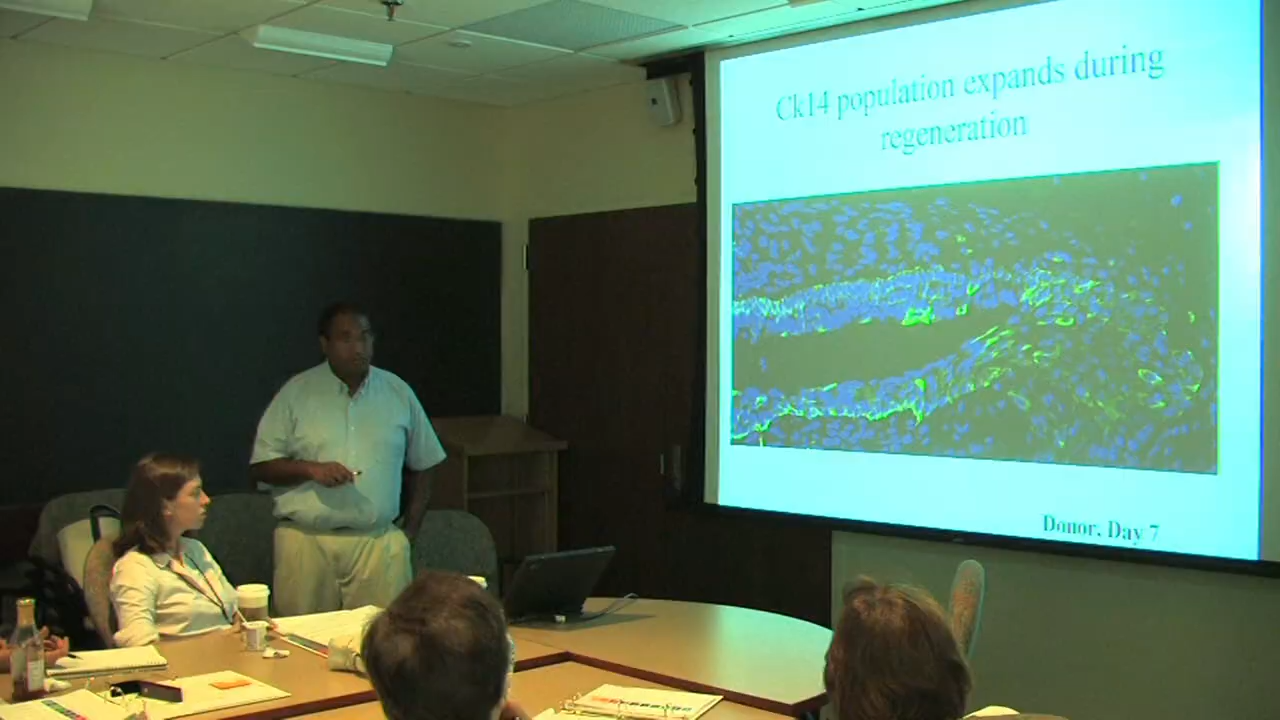 Ck14 population expands during
regeneration
Donor, Day 7